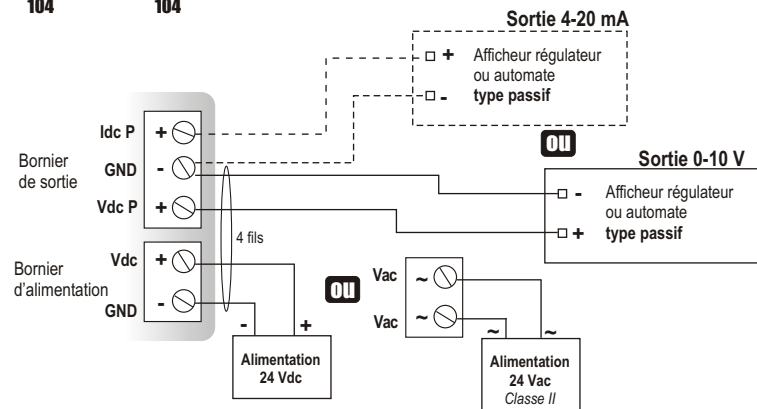 104 104
Sortie 4-20 mA
+ Afficheur régulateur
ou automate
- type passif
ou
Sortie 0-10 V
- Afficheur régulateur
ou automate
+ type passif
Bornier
de sortie
Idc P +
GND -
Vdc P +
4 fils
Bornier
d'alimentation
Vdc +
GND -
- +
Alimentation
24 Vdc
ou
Vac ~
Vac ~
~ ~
Alimentation
24 Vac
Classe II